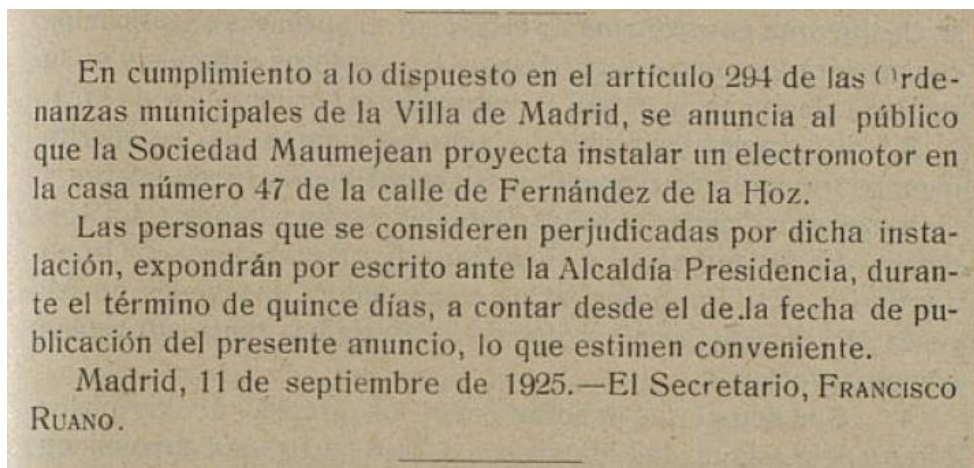 En cumplimiento a lo dispuesto en el artículo 294 de las Orde-
nanzas municipales de la Villa de Madrid, se anuncia al público
que la Sociedad Maumejean proyecta instalar un electromotor en
la casa número 47 de la calle de Fernández de la Hoz.
Las personas que se consideren perjudicadas por dicha insta-
lación, expondrán por escrito ante la Alcaldía Presidencia, duran-
te el término de quince días, a contar desde el de.la fecha de pu-
blicación del presente anuncio, lo que estimen conveniente.
Madrid, 11 de septiembre de 1925.—El Secretario, FRANCISCO
RUANO.